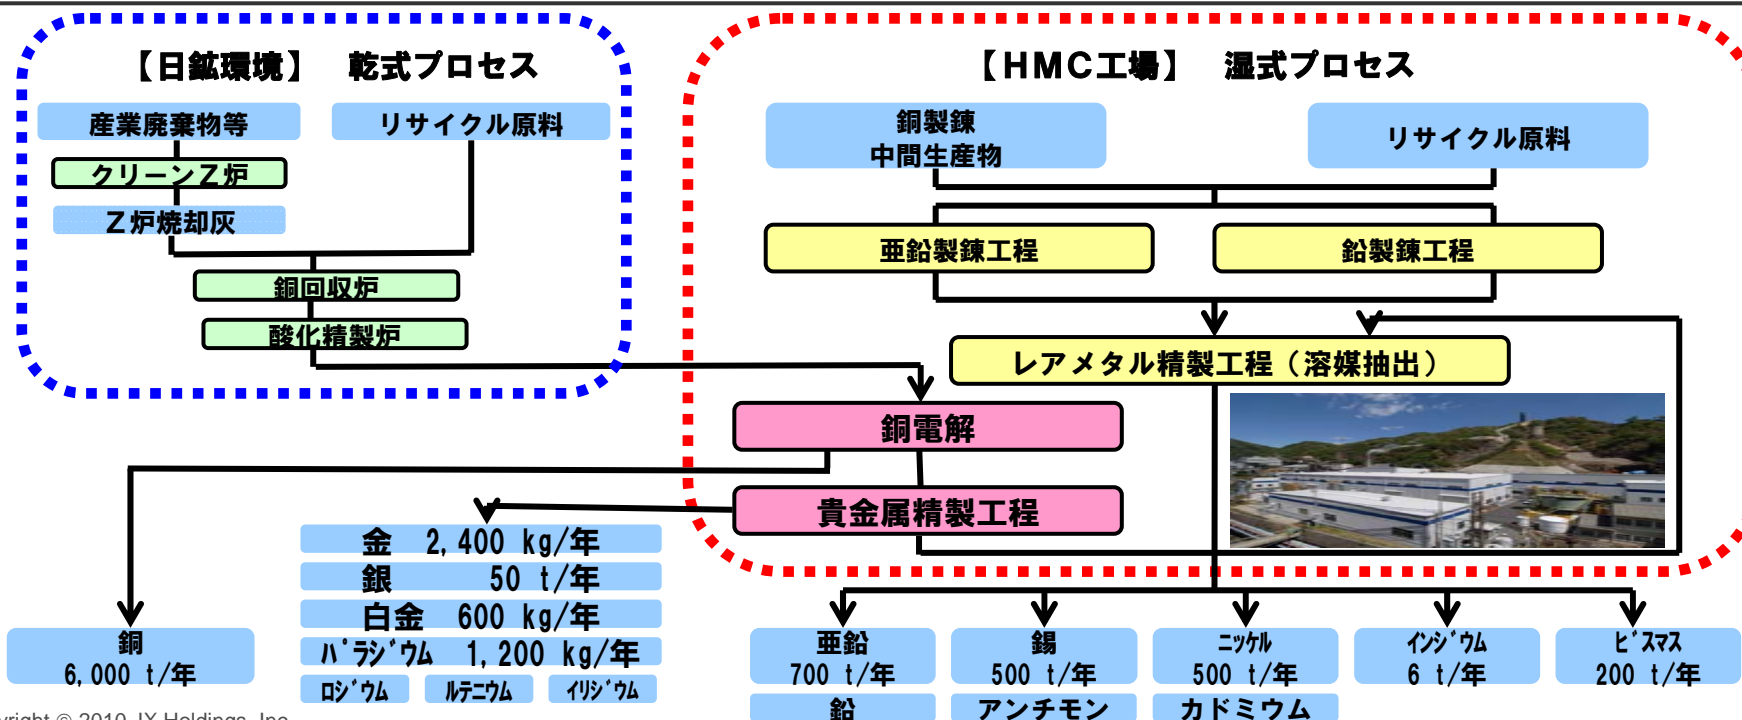 【日鉱環境】　乾式プロセス
産業廃棄物等
リサイクル原料
クリーンＺ炉
Ｚ炉焼却灰
銅回収炉
酸化精製炉
【ＨＭＣ工場】　湿式プロセス
銅製錬
中間生産物
リサイクル原料
亜鉛製錬工程
鉛製錬工程
レアメタル精製工程（溶媒抽出）
銅電解
貴金属精製工程
銅
6,000 t/年
金 2,400 kg/年
銀 50 t/年
白金 600 kg/年
ﾊﾟﾗｼﾞｳﾑ 1,200 kg/年
ﾛｼﾞｳﾑ
ﾙﾃﾆｳﾑ
ｲﾘｼﾞｳﾑ
亜鉛
700 t/年
錫
500 t/年
ﾆｯｹﾙ
500 t/年
ｲﾝｼﾞｳﾑ
6 t/年
ﾋﾞｽﾏｽ
200 t/年
鉛
アンチモン
カドミウム
yright © 2010 JX Holdings, Inc.